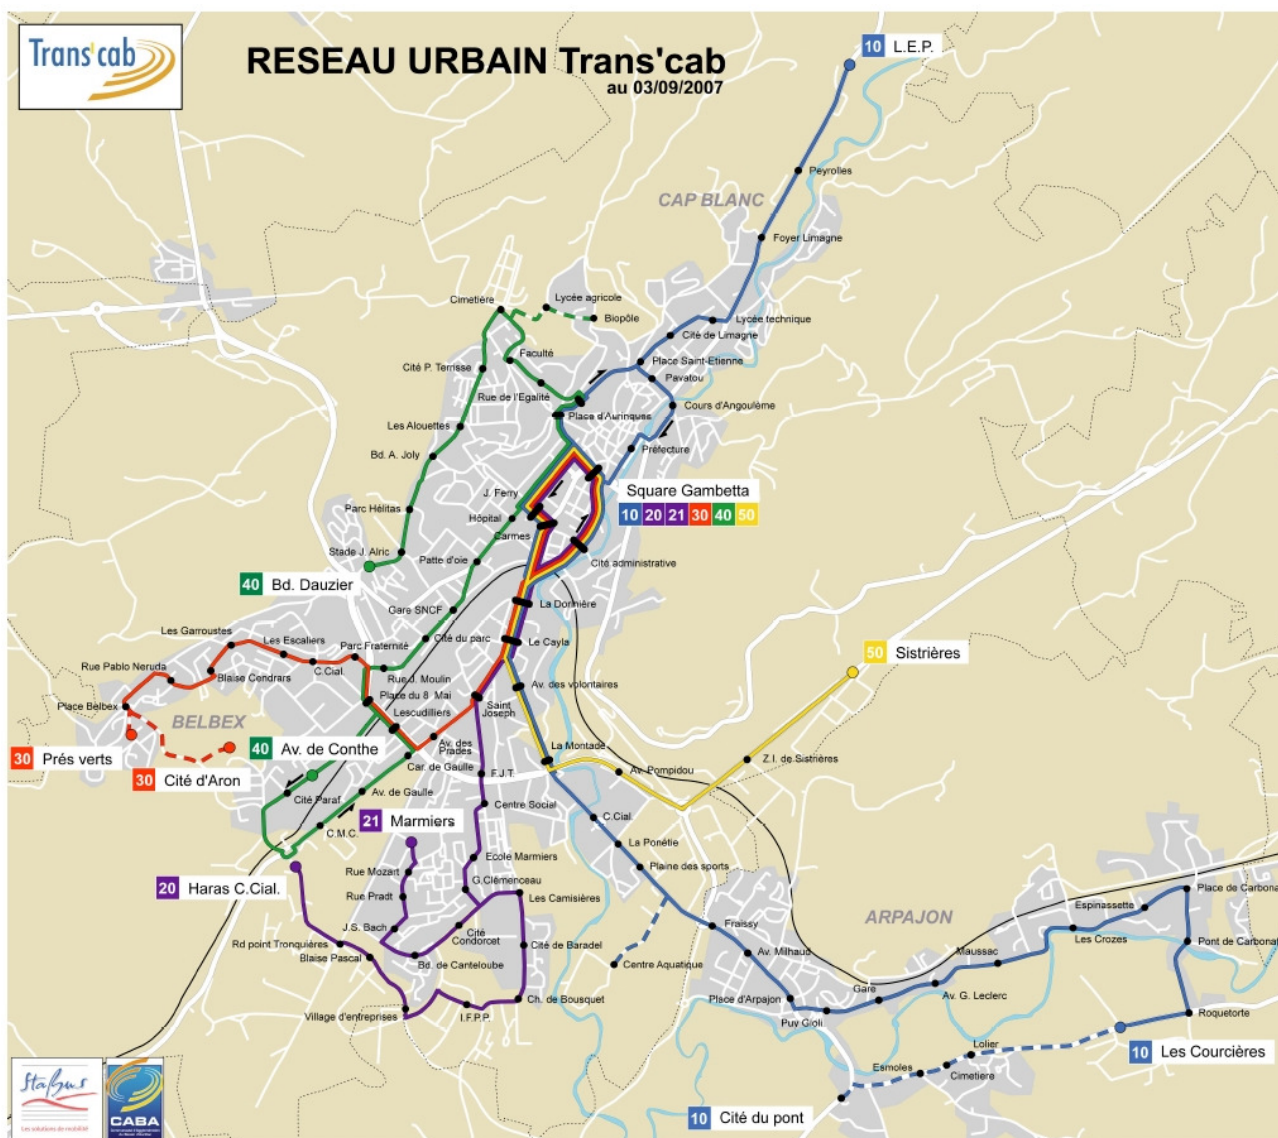 Trans'cab
RESEAU URBAIN Trans'cab
au 03/09/2007
10 L.E.P.
Peyrolles
CAP BLANC
Foyer Limagne
Lycée agricole
Cimetière
Biopôle
Lycée technique
Cité de Limagne
Faculté
Place Saint-Etienne
Cité P. Terrisse
Pavatou
Rue de l'Egalité
Cours d'Angoulème
Place d'Aurinques
Les Alouettes
Préfecture
Bd. A. Joly
Square Gambetta
10 20 21 30 40 50
J. Ferry
Parc Hélitas
Hôpital
Carmes
Stade J. Alric
Patte d'oie
Cité administrative
40 Bd. Dauzier
La Dominière
Gare SNCF
Les Garroustes
Les Escaliers
Parc Fraternité
Cité du parc
Le Cayla
50 Sistrières
Rue Pablo Neruda
Blaise Cendrars
C.Cial.
Rue J. Moulin
Av. des volontaires
Place du 8 Mai
Place Belbex
Saint
Joseph
Lescudilliers
BELBEX
40 Av. de Conthe
Av. des
Prades
La Montade
30 Prés verts
Z.I. de Sistrières
Car. de Gaulle
30 Cité d'Aron
F.J.T.
Av. Pompidou
Cité Paraf
Av. de Gaulle
Centre Social
21 Marmiers
C.Cial.
C.M.C.
La Ponétie
Ecole Marmiers
Plaine des sports
Rue Mozart
20 Haras C.Cial.
G.Clémenceau
Place de Carbonat
Rue Pradt
Les Camisières
Espinassette
ARPAJON
J.S. Bach
Cité
Condorcet
Fraissy
Les Crozes
Rd point Tronquières
Cité de Baradel
Pont de Carbonat
Blaise Pascal
Av. Milhaud
Maussac
Bd. de Canteloube
Centre Aquatique
Gare
Av. G. Leclerc
Place d'Arpajon
Ch. de Bousquet
Village d'entreprises
I.F.P.P.
Puy Gioli
Roquetorte
Lolier
10 Les Courcières
Esmoles
Cimetiere
10 Cité du pont
Stabus
Les solutions de mobilité
CABA